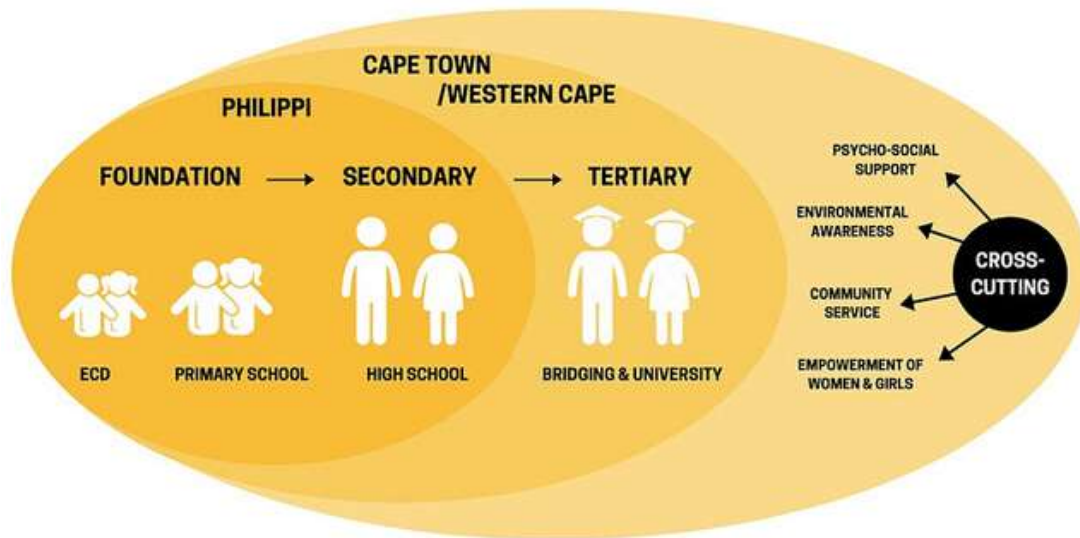 CAPE TOWN
/WESTERN CAPE
PHILIPPI
FOUNDATION
SECONDARY
TERTIARY
ECD
PRIMARY SCHOOL
HIGH SCHOOL
BRIDGING & UNIVERSITY
PSYCHO-SOCIAL
SUPPORT
ENVIRONMENTAL
AWARENESS
COMMUNITY
SERVICE
EMPOWERMENT OF
WOMEN & GIRLS
CROSS-
CUTTING